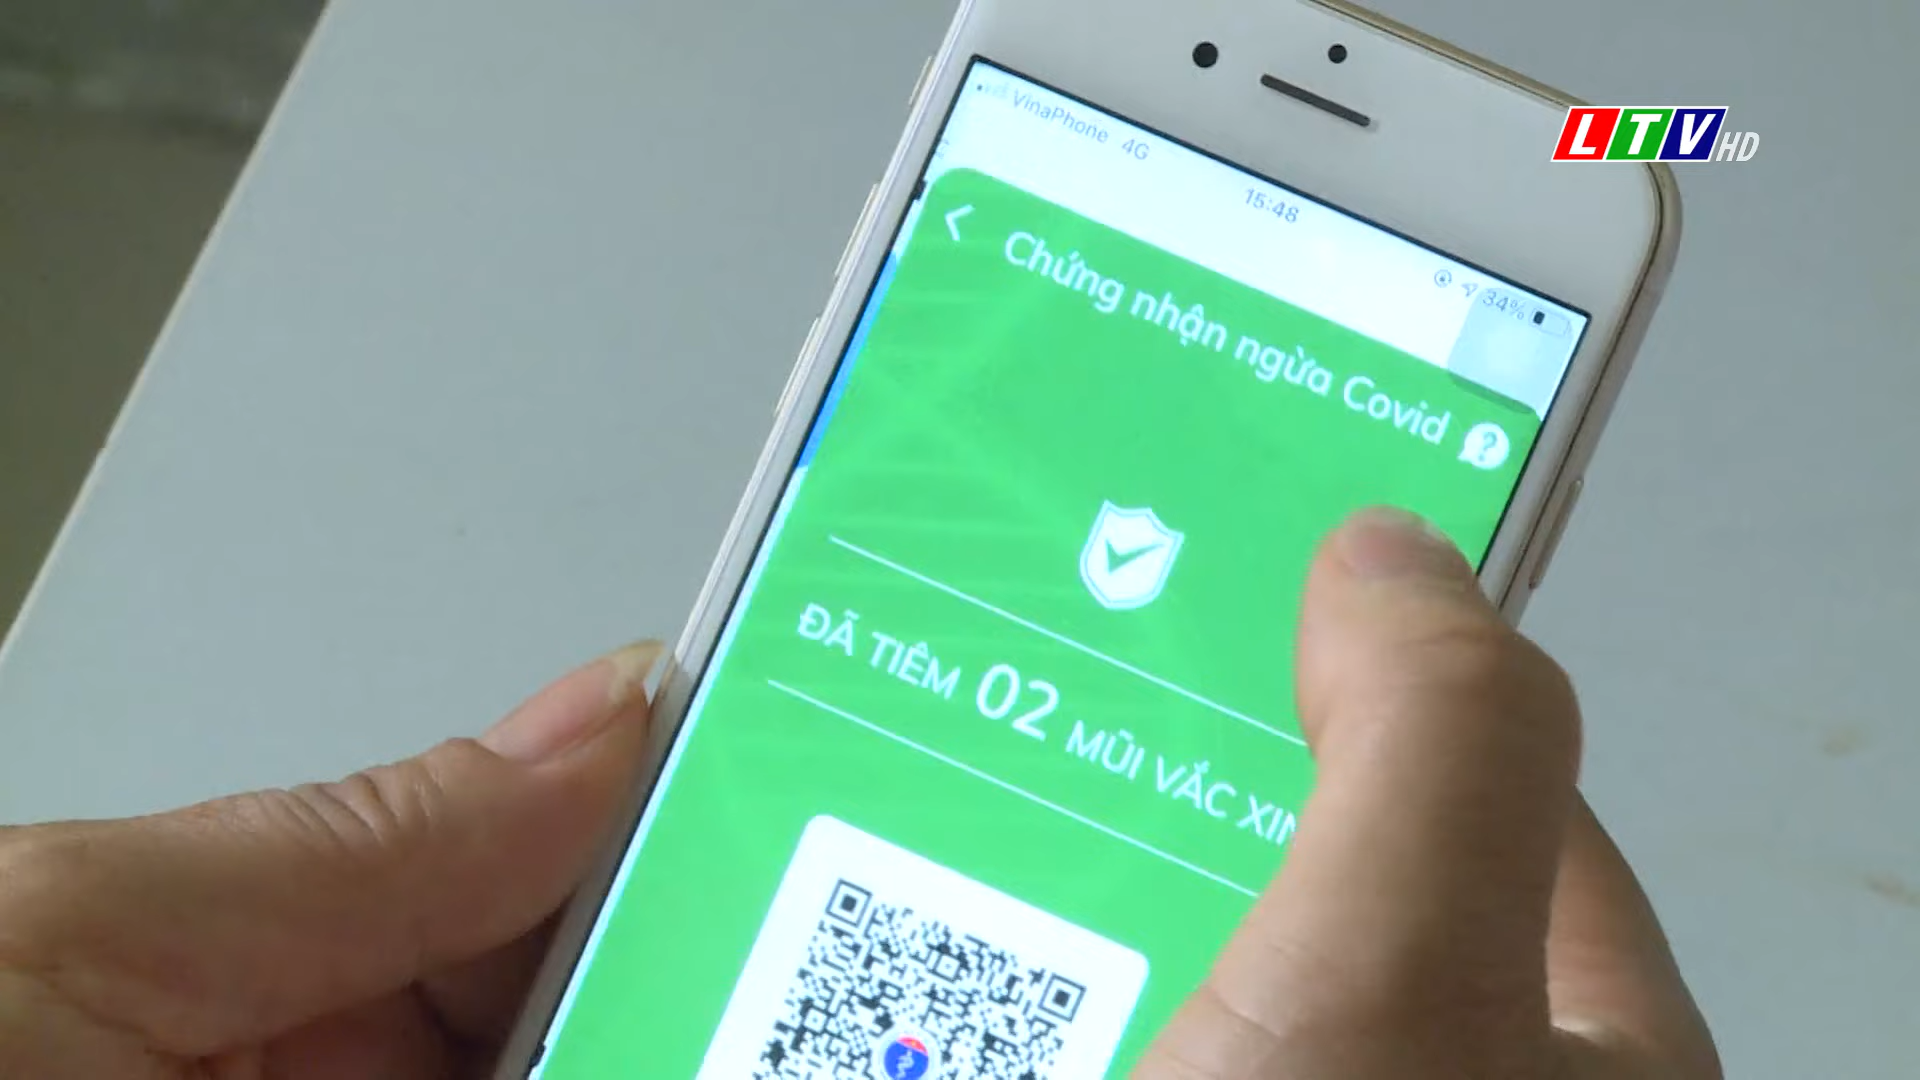 LTV HD
VinaPhone 4G
15:48
34%
Chứng nhận ngừa Covid
ĐÃ TIÊM 02 MŨI VẮC XIN